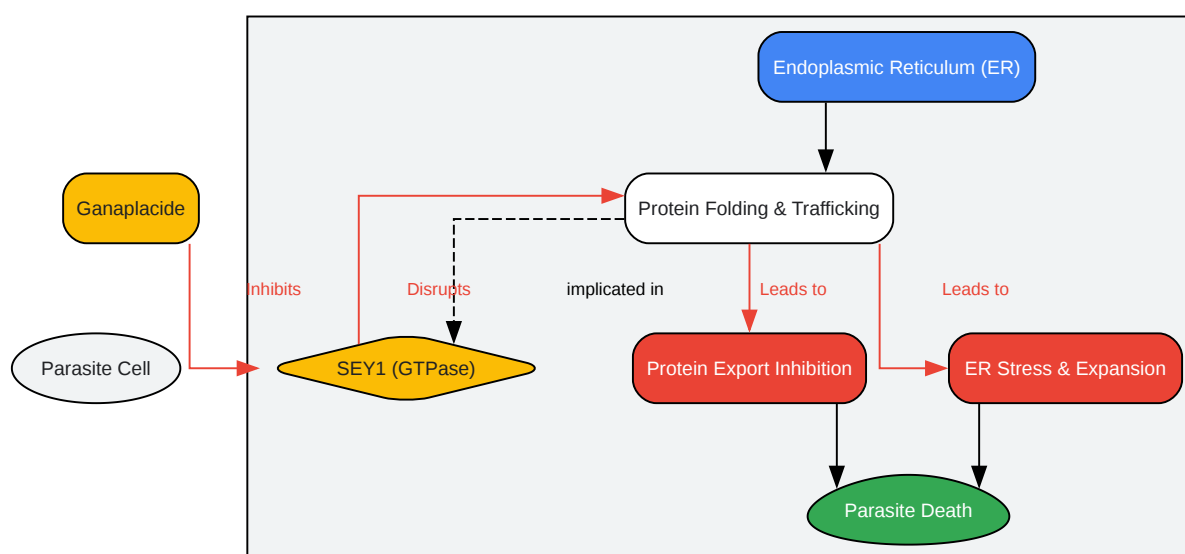 Endoplasmic Reticulum (ER)
Ganaplacide
Protein Folding & Trafficking
Inhibits
Disrupts
implicated in
Leads to
Leads to
Parasite Cell
SEY1 (GTPase)
Protein Export Inhibition
ER Stress & Expansion
Parasite Death